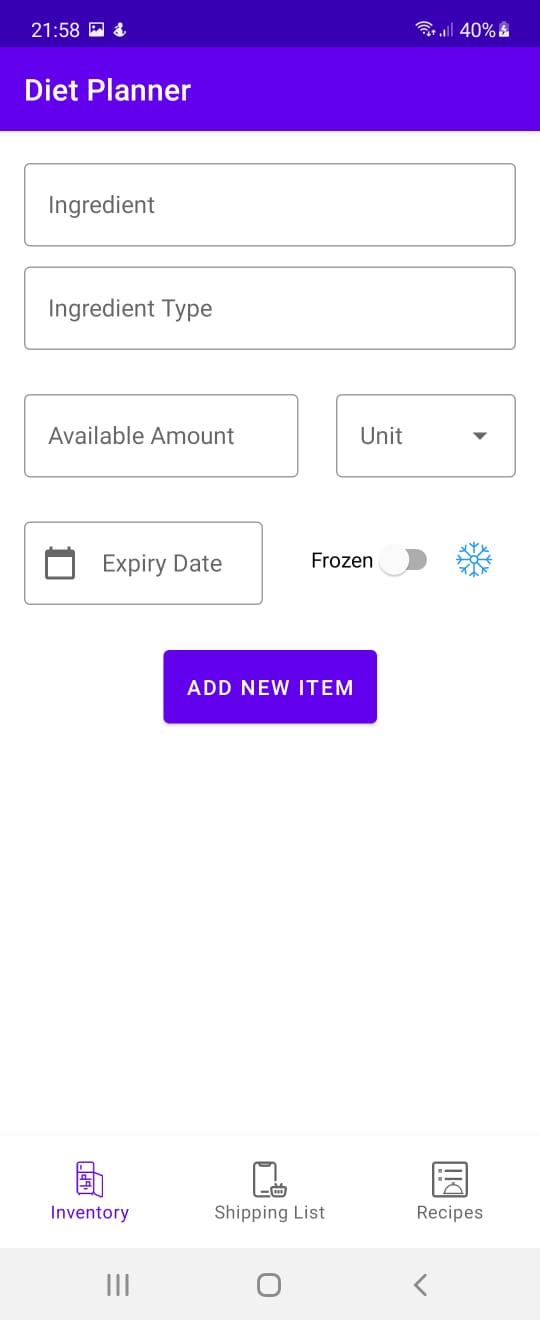 21:58 40%
Diet Planner
Ingredient
Ingredient Type
Available Amount Unit
Expiry Date Frozen
ADD NEW ITEM
Inventory Shipping List Recipes